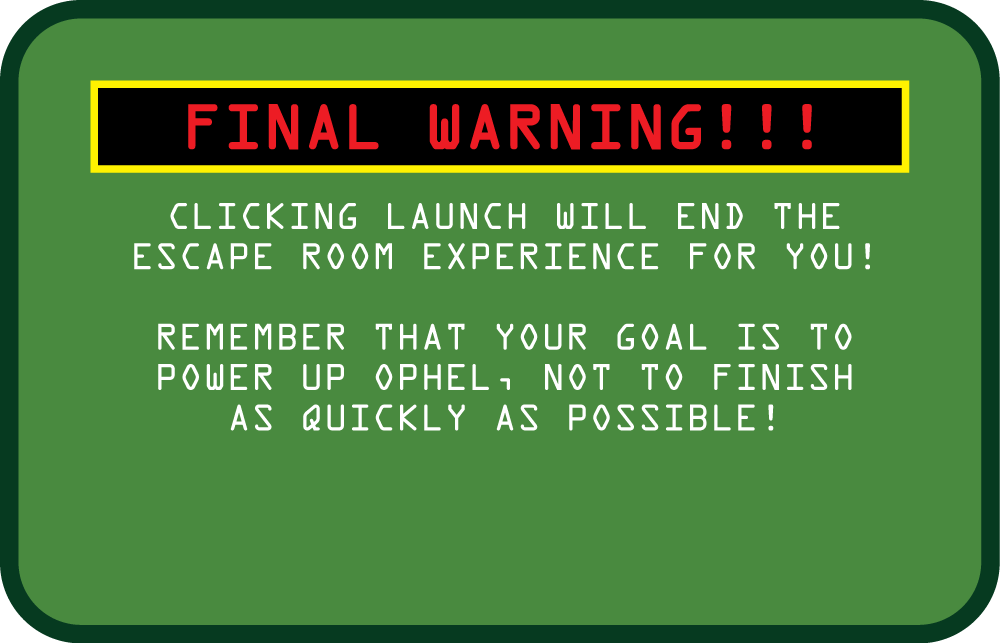 FINAL WARNING!!!
CLICKING LAUNCH WILL END THE
ESCAPE ROOM EXPERIENCE FOR YOU!
REMEMBER THAT YOUR GOAL IS TO
POWER UP OPHEL, NOT TO FINISH
AS QUICKLY AS POSSIBLE!